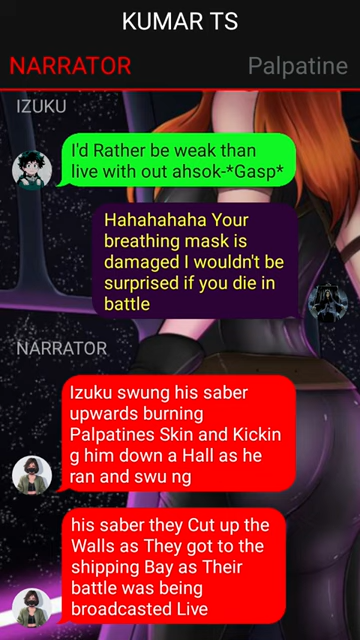 KUMAR TS
NARRATOR
Palpatine
IZUKU
I'd Rather be weak than
live with out ahsok-*Gasp*
Hahahahaha Your
breathing mask is
damaged I wouldn't be
surprised if you die in
battle
NARRATOR
Izuku swung his saber
upwards burning
Palpatines Skin and Kickin
g him down a Hall as he
ran and swu ng
his saber they Cut up the
Walls as They got to the
shipping Bay as Their
battle was being
broadcasted Live